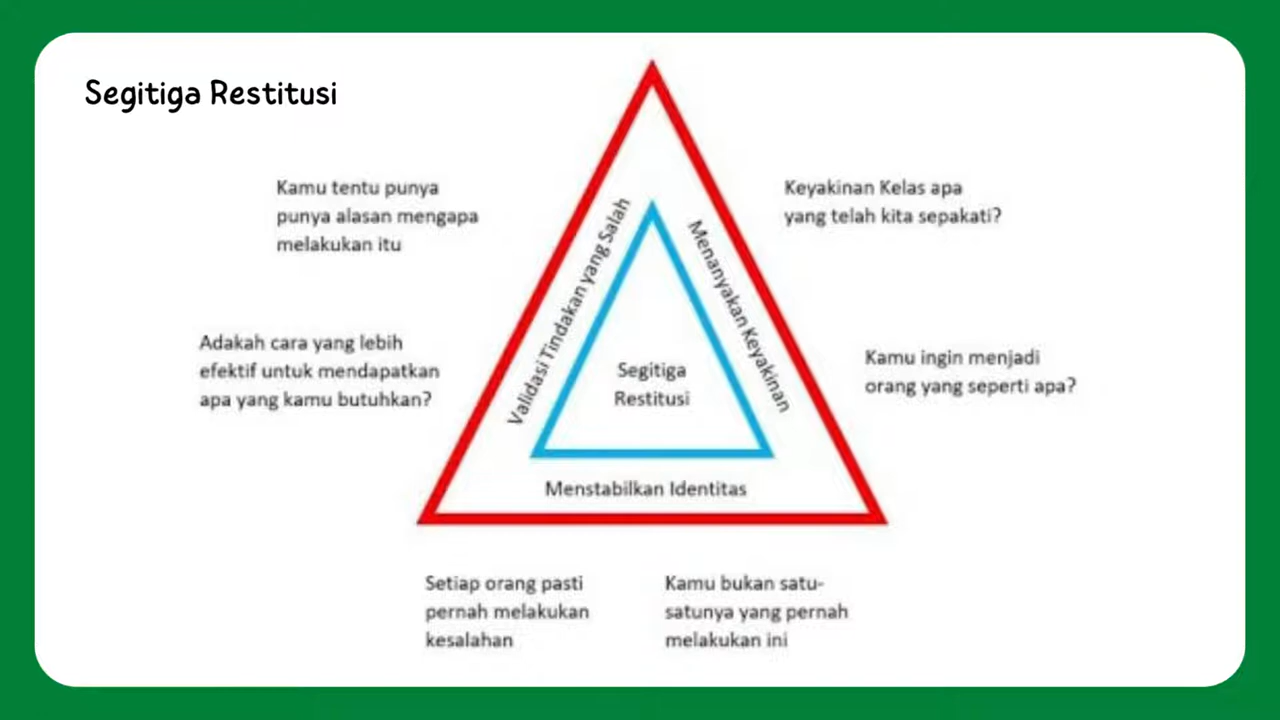 Segitiga Restitusi
Kamu tentu punya
punya alasan mengapa
melakukan itu
Adakah cara yang lebih
efektif untuk mendapatkan
apa yang kamu butuhkan?
Validasi Tindakan yang Salah
Segitiga
Restitusi
Menanyakan Keyakinan
Keyakinan Kelas apa
yang telah kita sepakati?
Kamu ingin menjadi
orang yang seperti apa?
Menstabilkan Identitas
Setiap orang pasti
pernah melakukan
kesalahan
Kamu bukan satu-
satunya yang pernah
melakukan ini